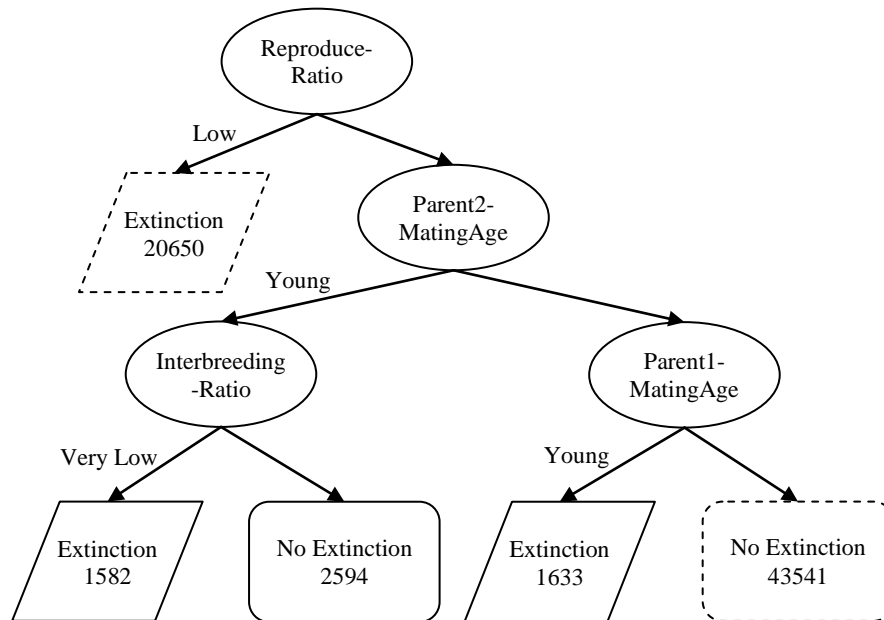 Reproduce-
Ratio
Low
Extinction
20650
Parent2-
MatingAge
Young
Interbreeding
-Ratio
Parent1-
MatingAge
Very Low
Young
Extinction
1582
No Extinction
2594
Extinction
1633
No Extinction
43541